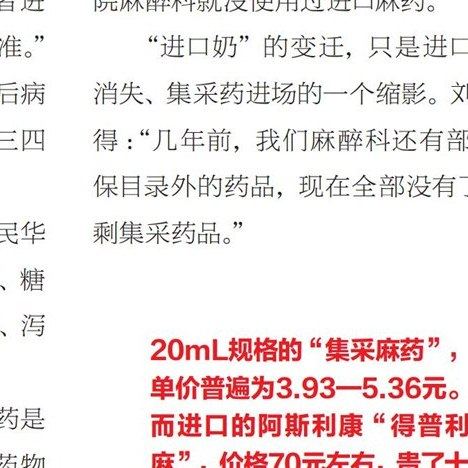 准。”
后病
三四
民华
、糖
、泻
药是
药物
院麻醉科就没使用过进口麻药。
“进口奶”的变迁，只是进口
消失、集采药进场的一个缩影。刘
得：“几年前，我们麻醉科还有部
保目录外的药品，现在全部没有了
剩集采药品。”
20mL规格的“集采麻药”，
单价普遍为3.93—5.36元。
而进口的阿斯利康“得普利
麻”，价格70元左右，贵了十